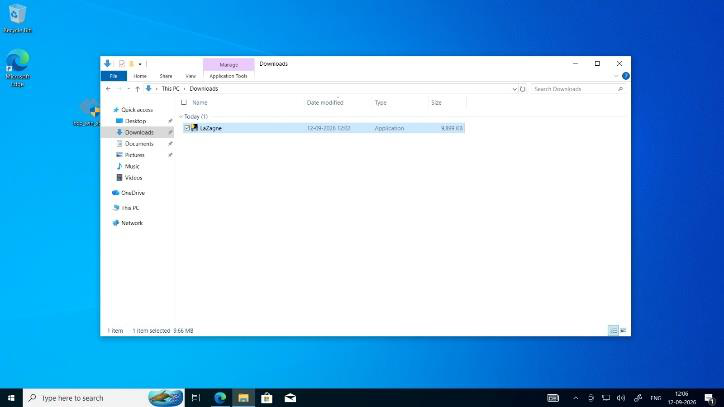 Recycle Bin
Microsoft
Edge
Manage
Downloads
File
Home
Share
View
Application Tools
This PC
Downloads
Search Downloads
Name
Date modified
Type
Size
Quick access
Desktop
Downloads
Documents
Pictures
Music
Videos
OneDrive
This PC
Network
Today (1)
LaZagne
12-09-2026 12:02
Application
9,899 KB
1 item
1 item selected 9.66 MB
Type here to search
ENG
12:06
12-09-2026
1